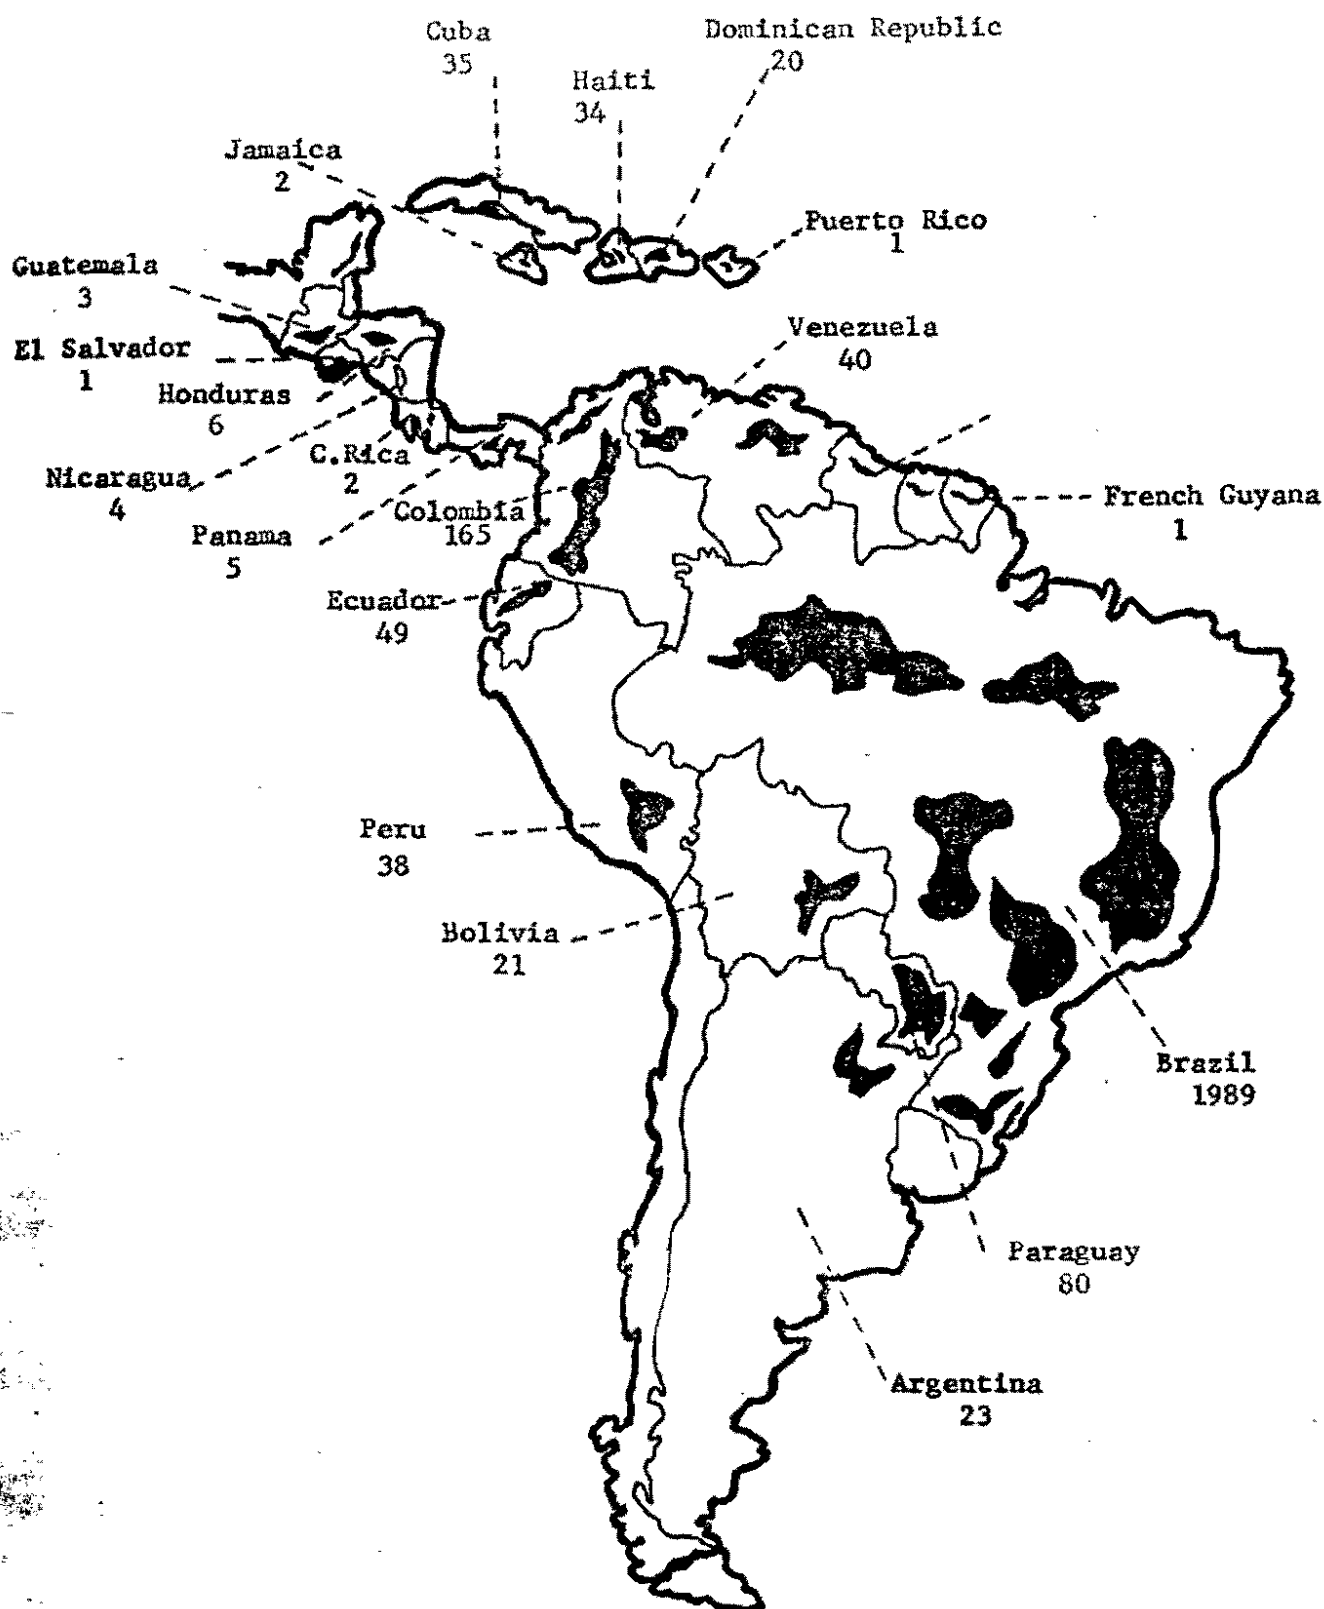 Cuba
35
Dominican Republic
20
Haiti
34
Jamaica
2
Puerto Rico
1
Guatemala
3
Venezuela
40
El Salvador
1
Honduras
6
C.Rica
2
Nicaragua
4
Colombia
165
French Guyana
1
Panama
5
Ecuador
49
Peru
38
Bolivia
21
Brazil
1989
Paraguay
80
Argentina
23